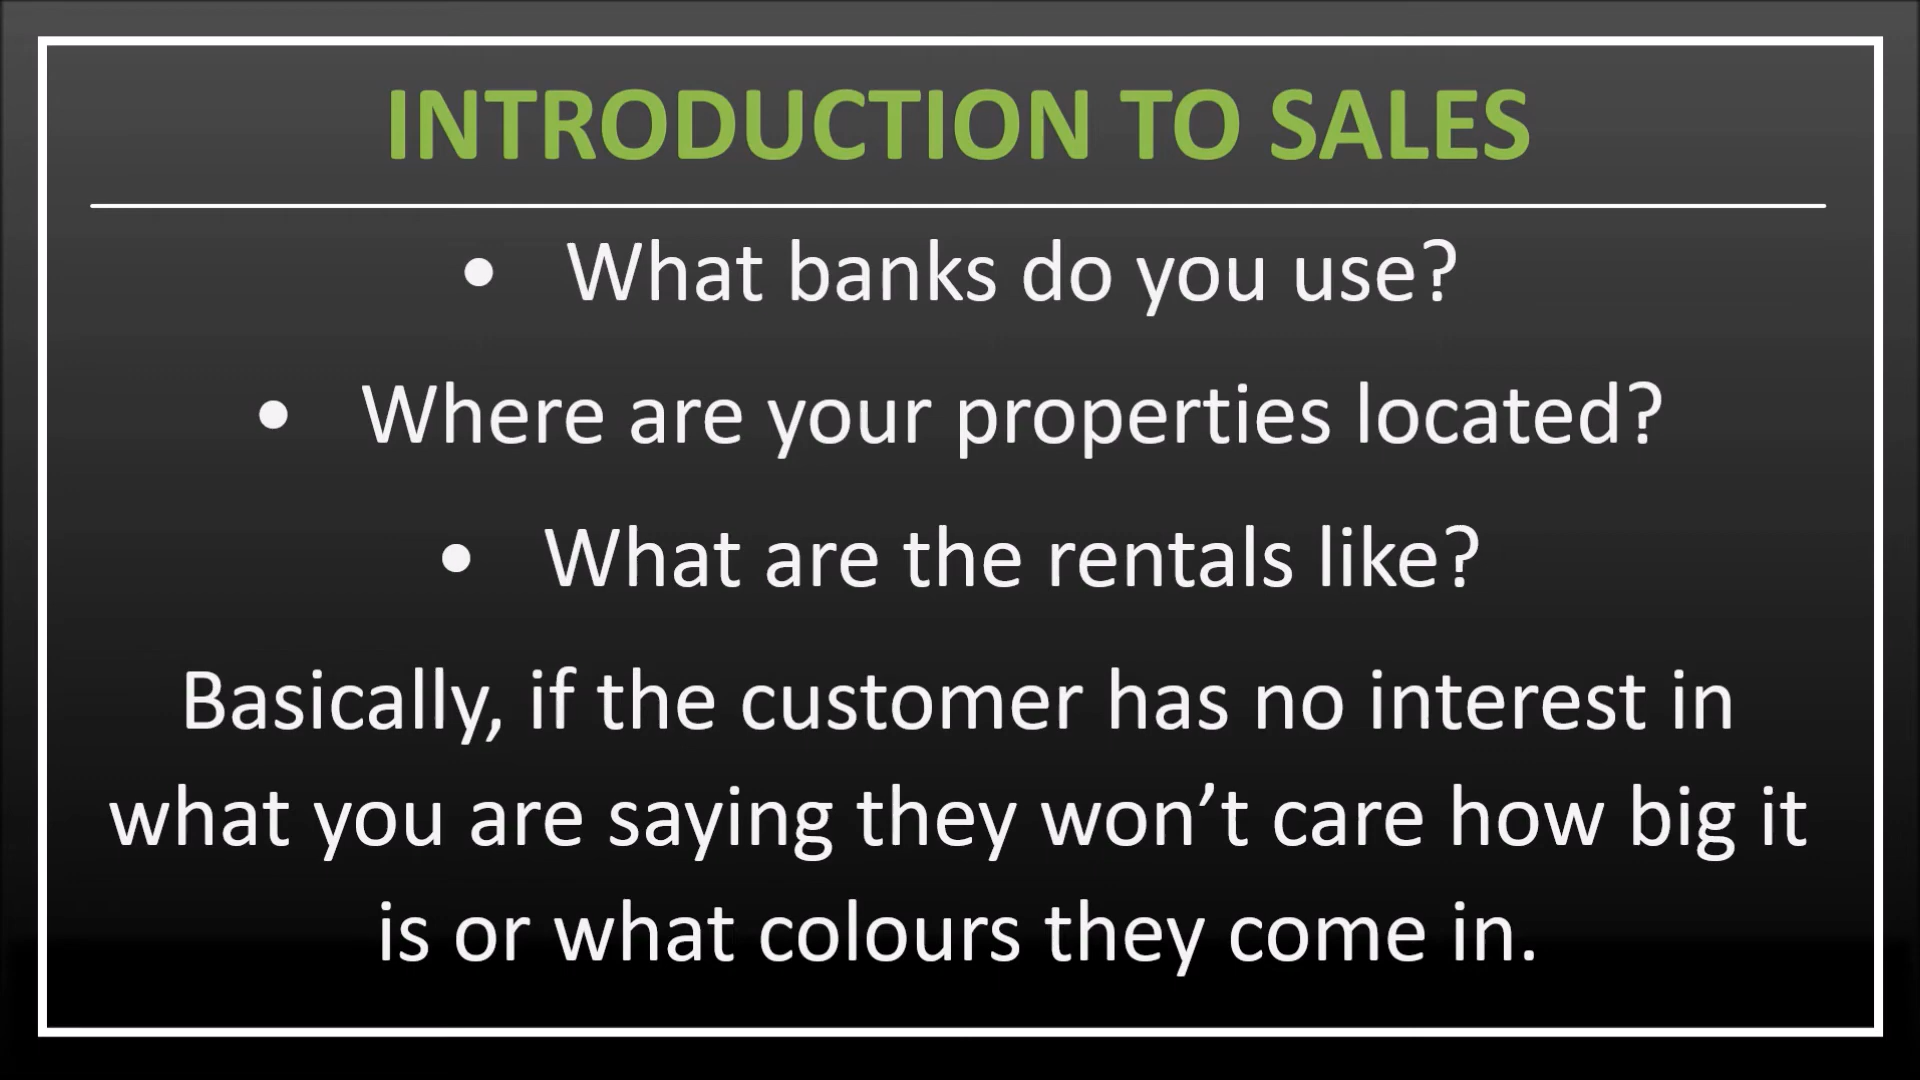 INTRODUCTION TO SALES
• What banks do you use?
• Where are your properties located?
• What are the rentals like?
Basically, if the customer has no interest in
what you are saying they won’t care how big it
is or what colours they come in.